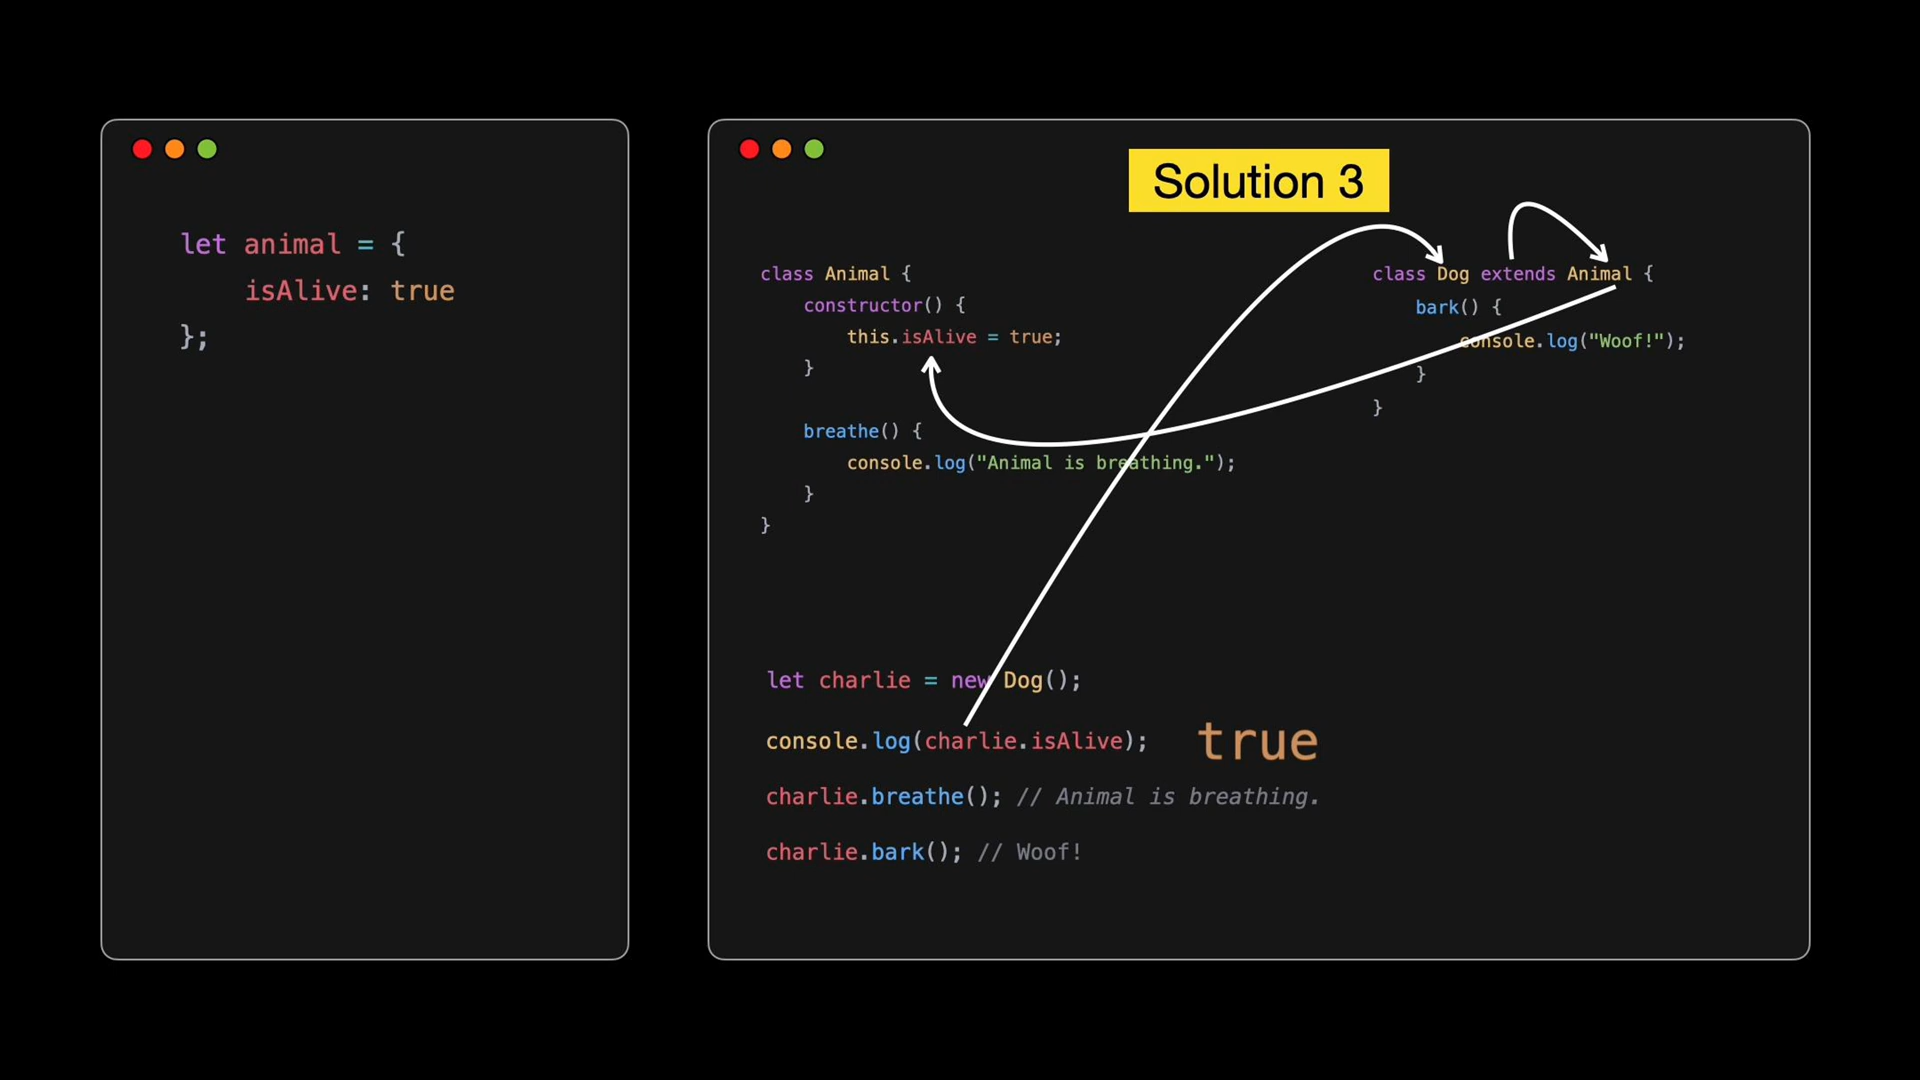 let animal = {
    isAlive: true
};
Solution 3
class Animal {
    constructor() {
        this.isAlive = true;
    }

    breathe() {
        console.log("Animal is breathing.");
    }
}
class Dog extends Animal {
    bark() {
        console.log("Woof!");
    }
}
let charlie = new Dog();
console.log(charlie.isAlive); true
charlie.breathe(); // Animal is breathing.
charlie.bark(); // Woof!